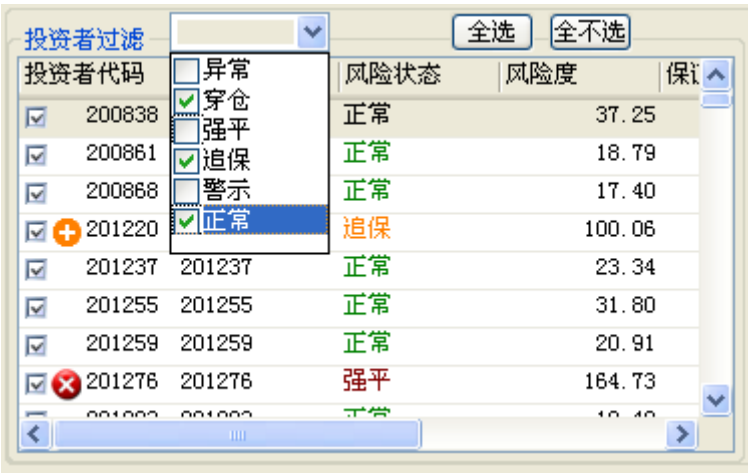 投资者过滤 全选 全不选
投资者代码 风险状态 风险度
异常
穿仓
强平
追保
警示
正常
200838 正常 37.25
200861 正常 18.79
200868 正常 17.40
201220 追保 100.06
201237 201237 正常 23.34
201255 201255 正常 31.80
201259 201259 正常 20.91
201276 201276 强平 164.73